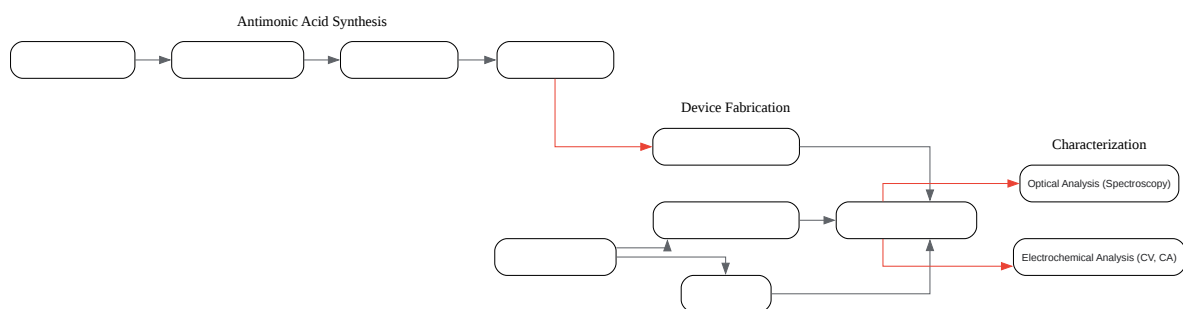 Antimonic Acid Synthesis
Device Fabrication
Characterization
Optical Analysis (Spectroscopy)
Electrochemical Analysis (CV, CA)